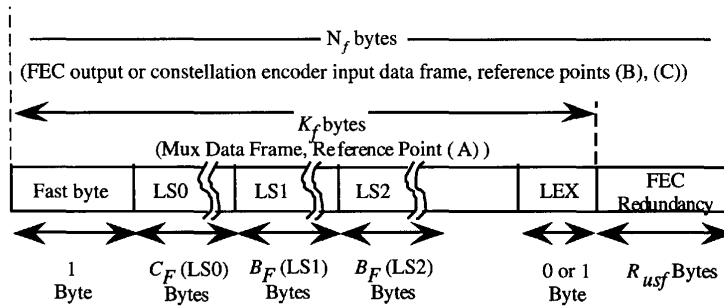 N_f bytes
(FEC output or constellation encoder input data frame, reference points (B), (C))
K_f bytes
(Mux Data Frame, Reference Point (A) )
Fast byte LS0 LS1 LS2 LEX FEC Redundancy
1 Byte C_F (LS0) Bytes B_F (LS1) Bytes B_F (LS2) Bytes 0 or 1 Byte R_usf Bytes